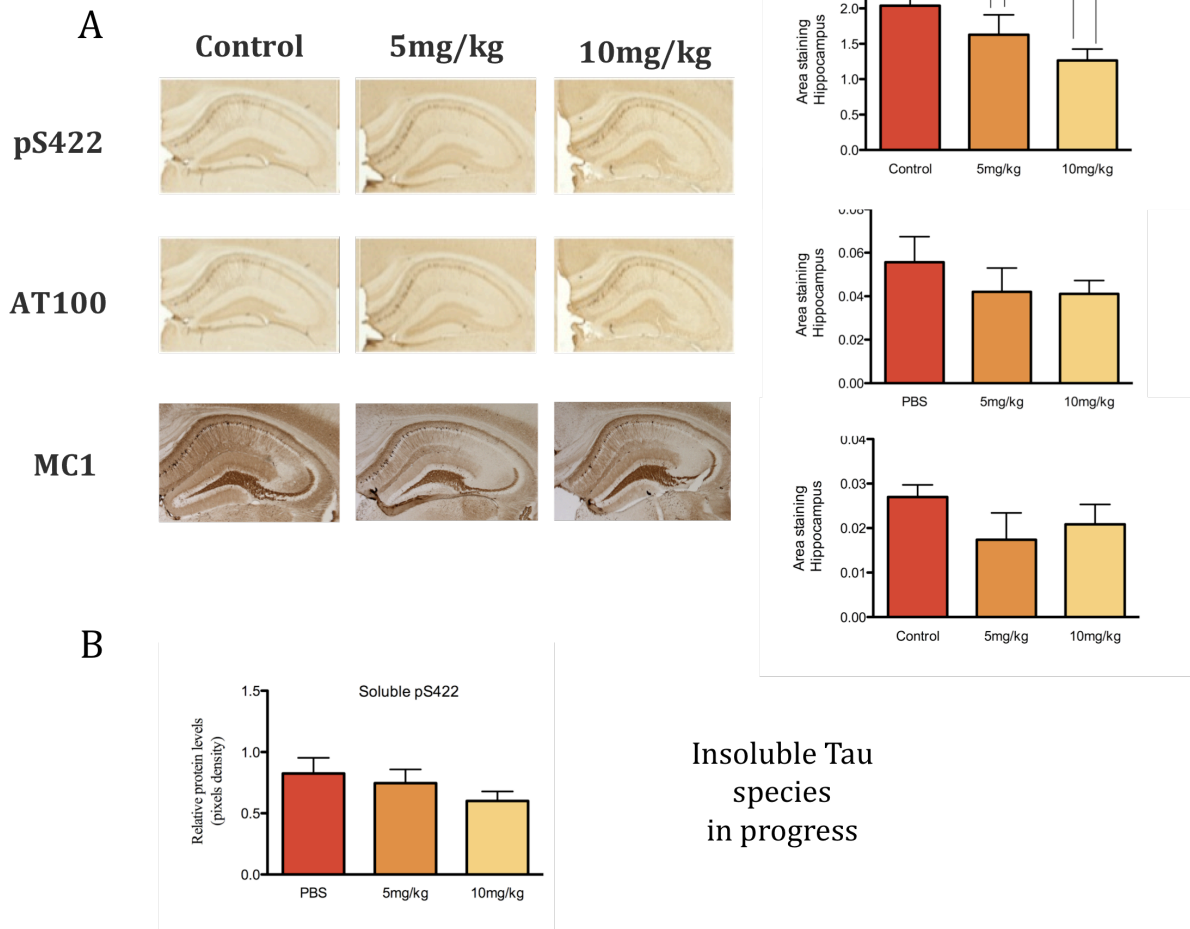 A
Control
5mg/kg
10mg/kg
pS422
AT100
MC1
Area staining
Hippocampus
2.0
1.5
1.0
0.5
0.0
Control
5mg/kg
10mg/kg
Area staining
Hippocampus
0.08
0.06
0.04
0.02
0.00
PBS
5mg/kg
10mg/kg
Area staining
Hippocampus
0.04
0.03
0.02
0.01
0.00
Control
5mg/kg
10mg/kg
B
Soluble pS422
Relative protein levels
(pixels density)
1.5
1.0
0.5
0.0
PBS
5mg/kg
10mg/kg
Insoluble Tau
species
in progress